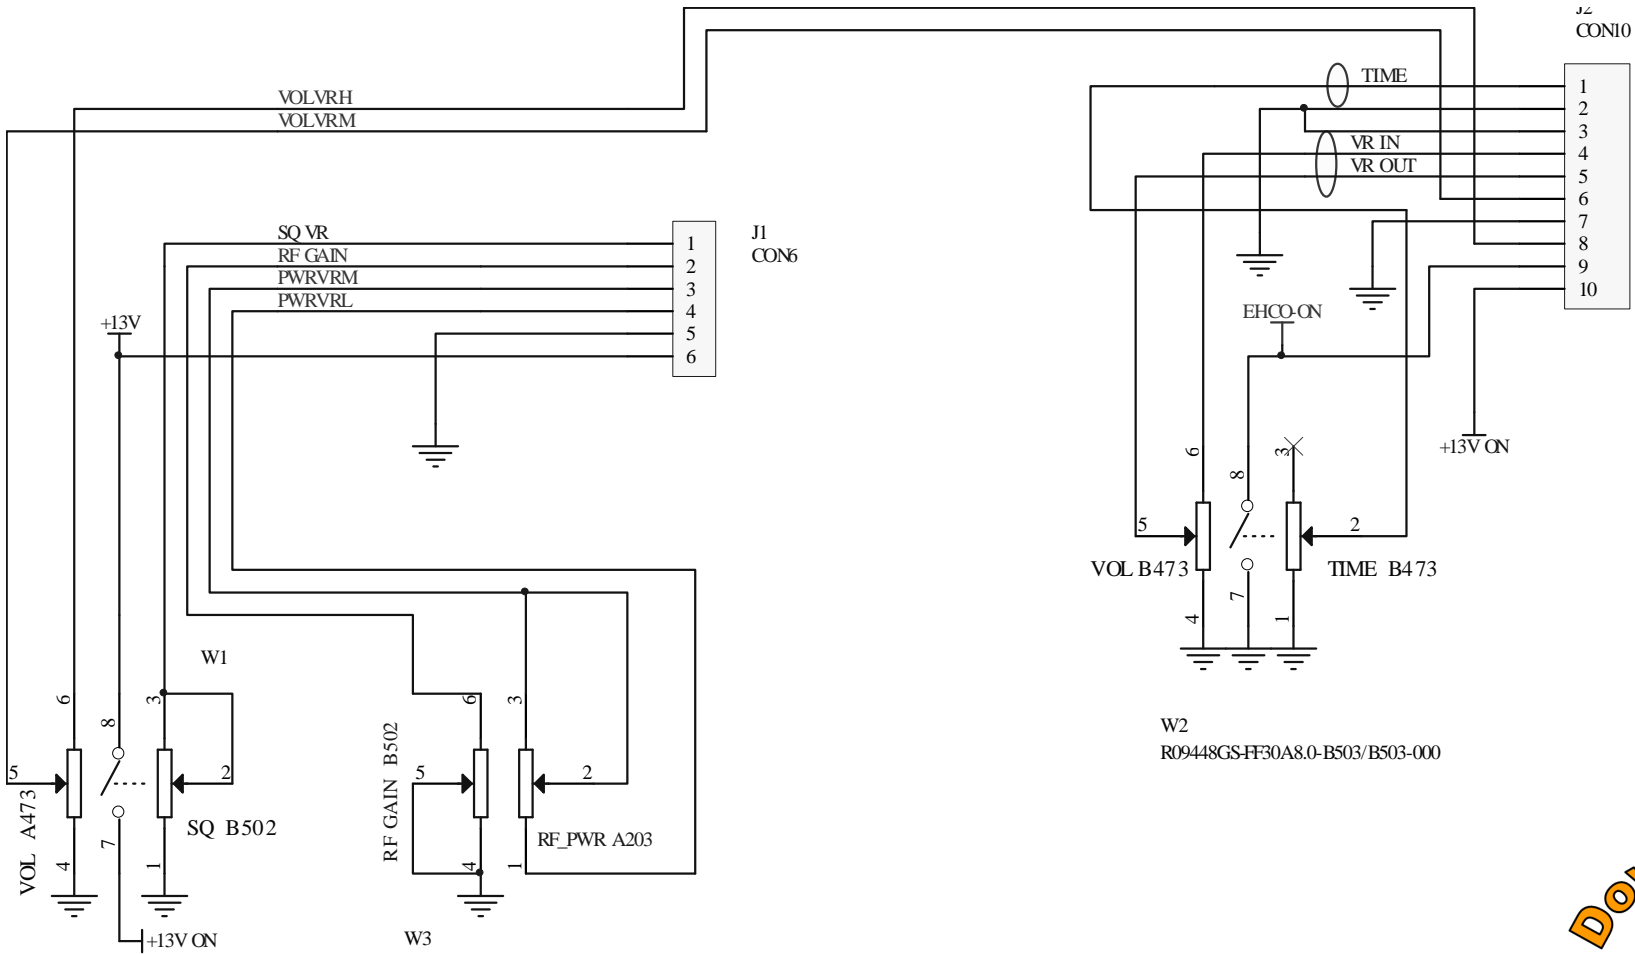 J2
CON10
TIME
1
2
3
VR IN
4
VR OUT
5
6
7
8
9
10
VOLVRH
VOLVRM
SQ VR
RF GAIN
PWRVRM
PWRVRL
1
2
3
4
5
6
J1
CON6
+13V
EHCO-ON
+13V ON
6
8
3
5
2
VOL B473
TIME B473
4
7
1
W2
R09448GS-FF30A8.0-B503/B503-000
W1
6
8
3
5
2
VOL A473
SQ B502
4
7
1
+13V ON
6
3
5
2
RF GAIN B502
RF_PWR A203
4
1
W3